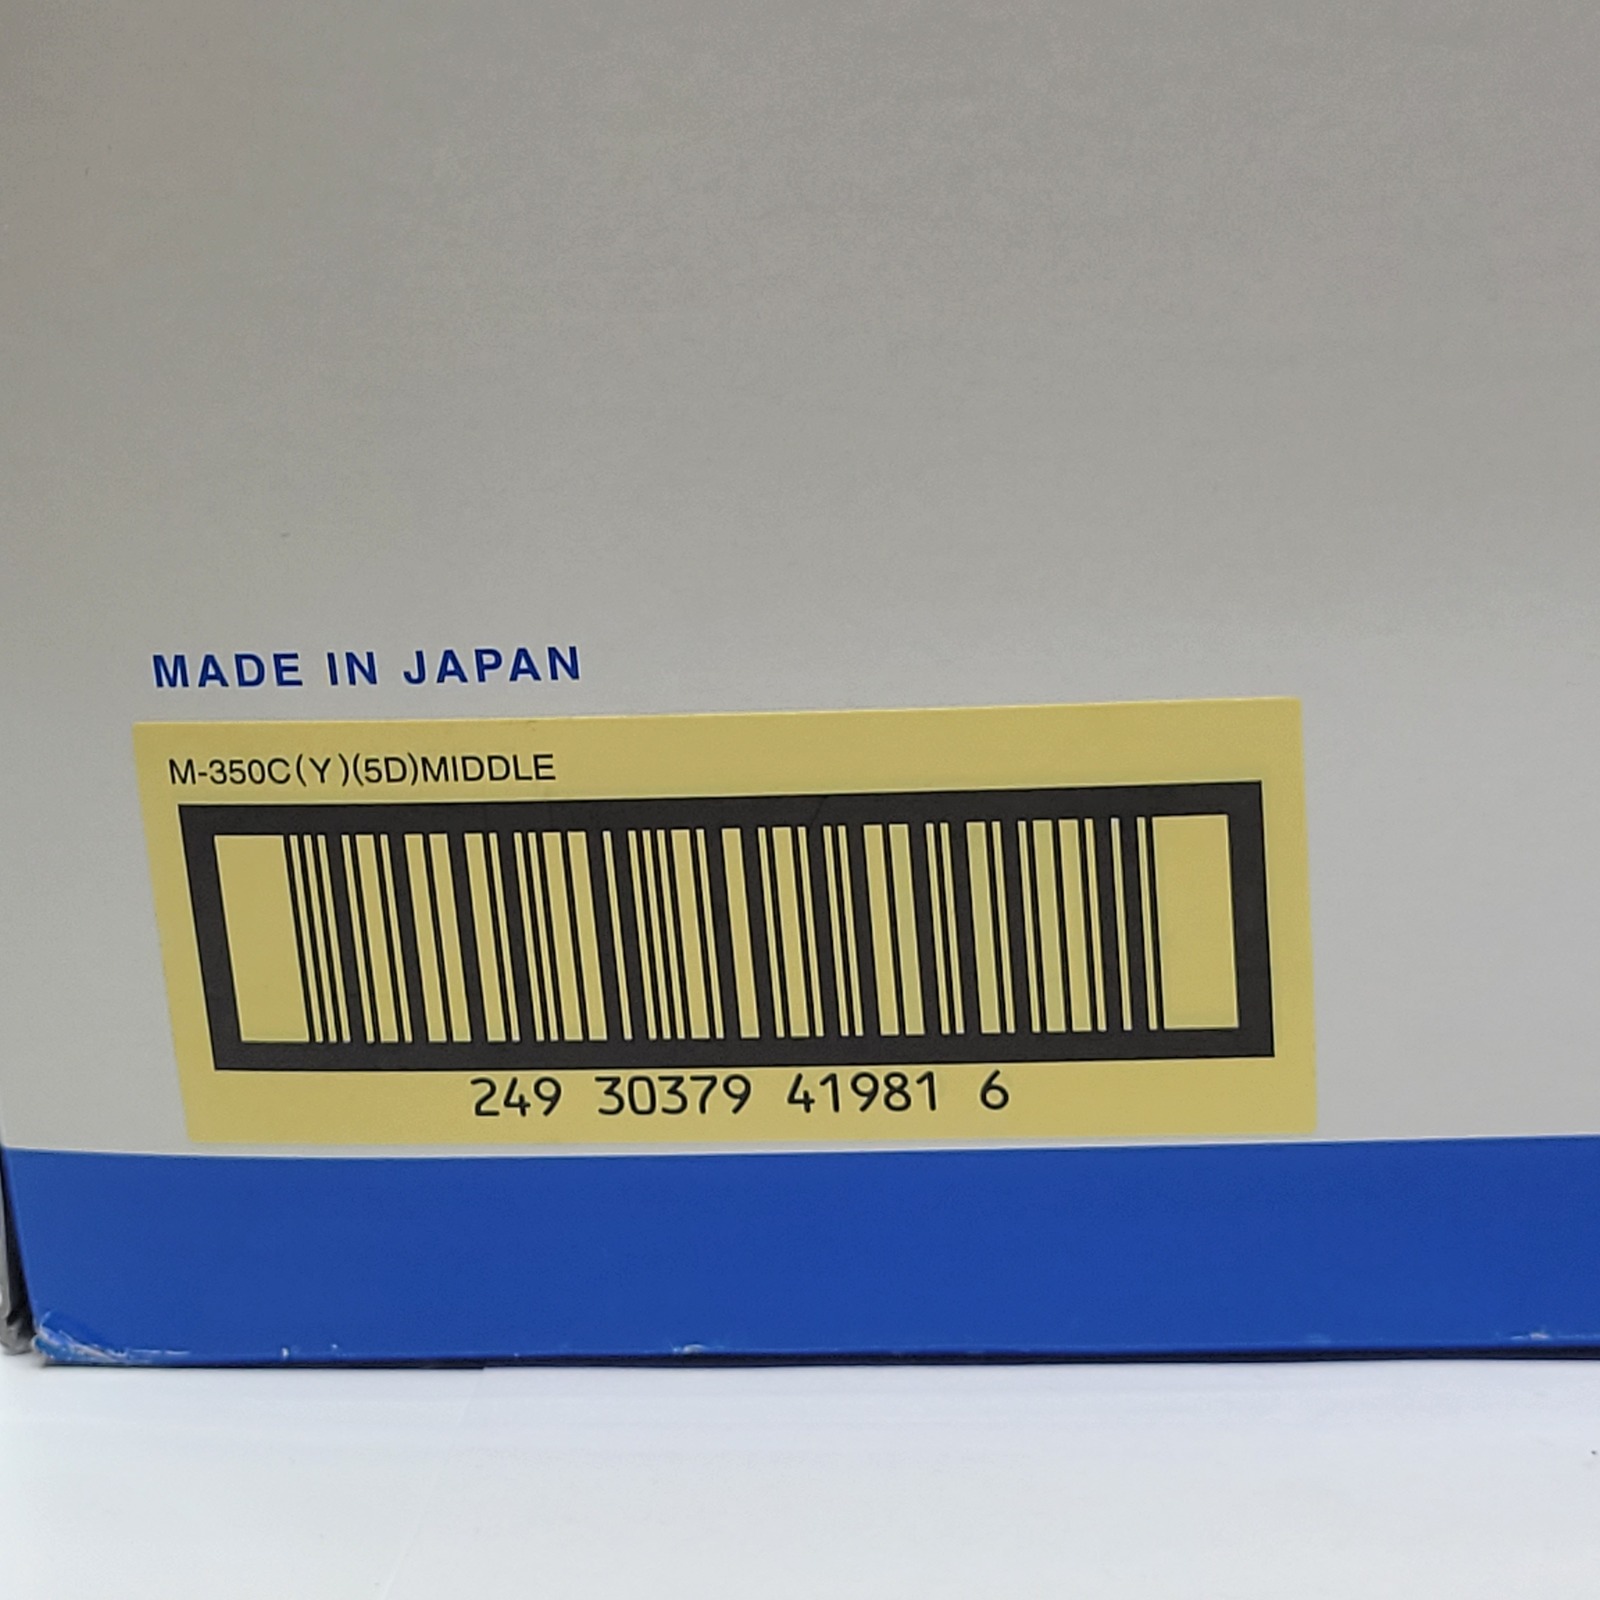 MADE IN JAPAN
M-350C(Y)(5D)MIDDLE
249 30379 41981 6